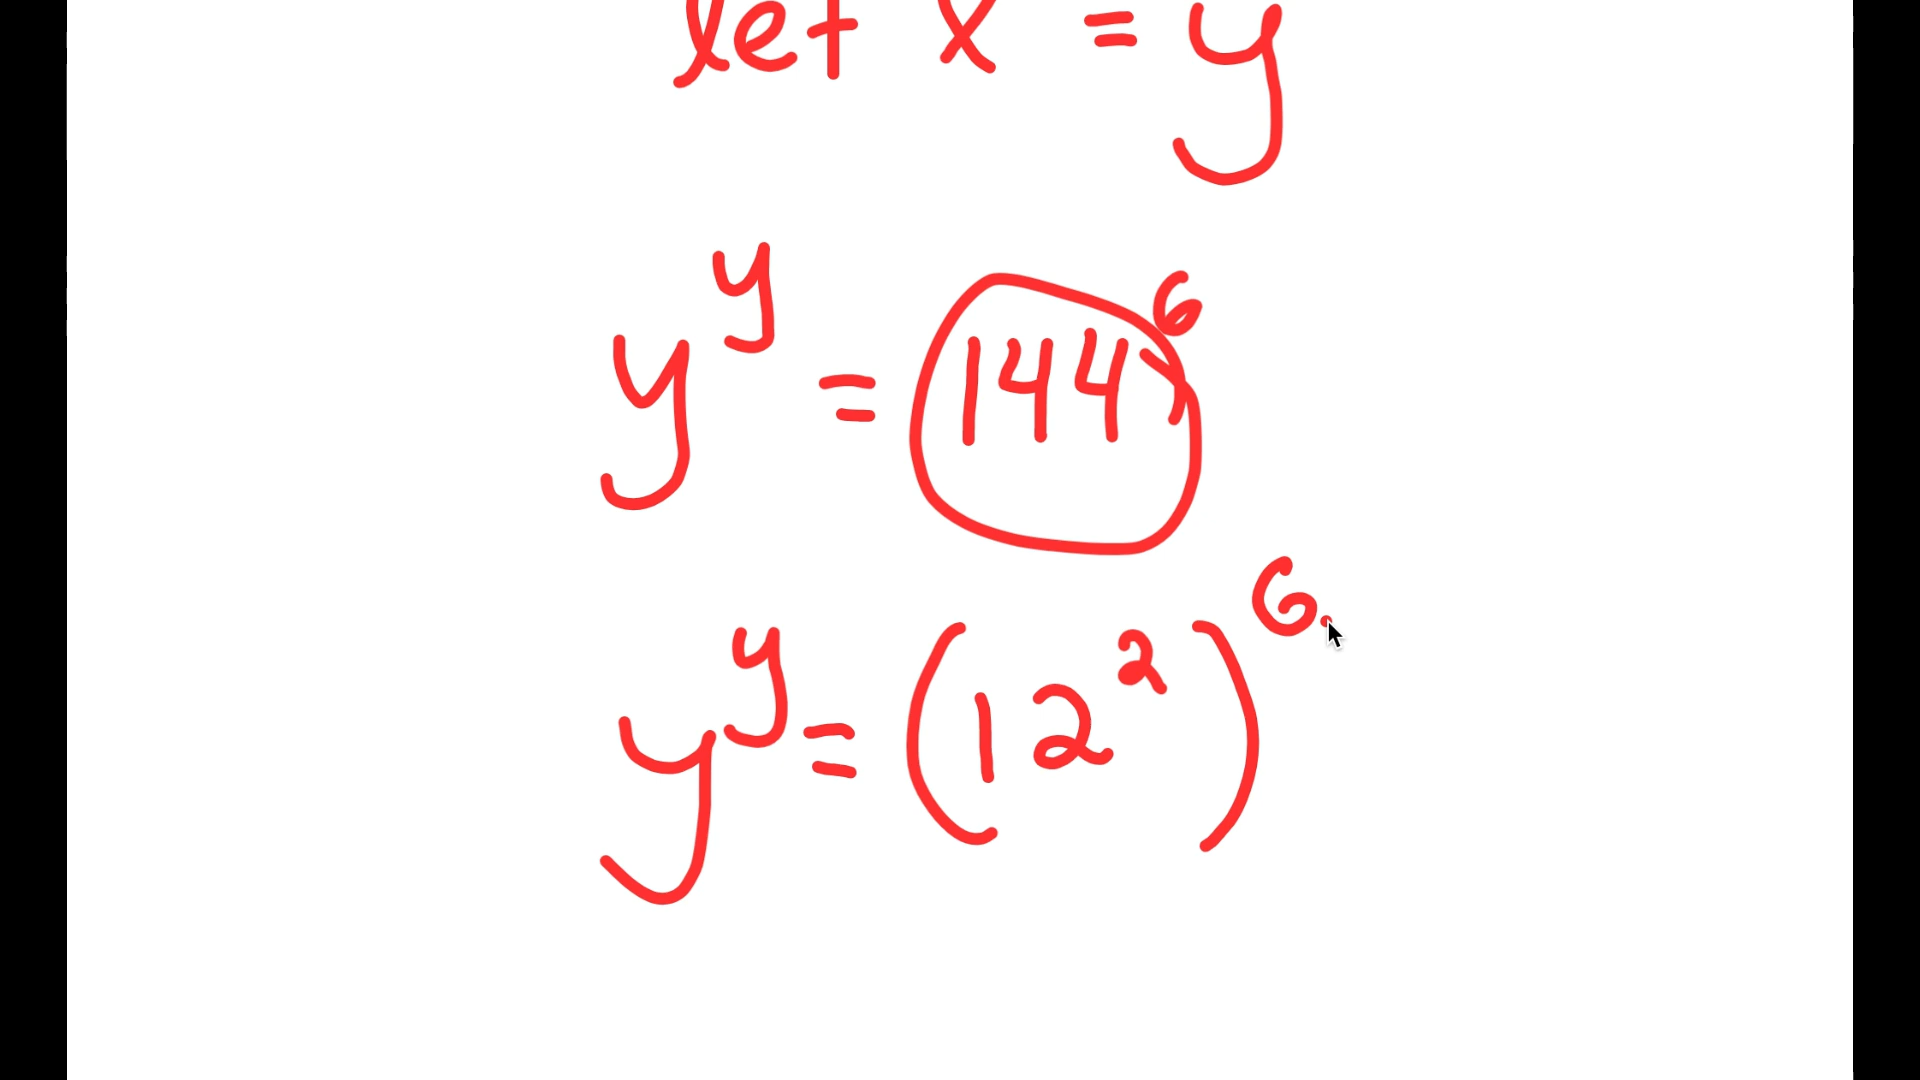 let x = y
y^y = 144^6
y^y = (12^2)^6.